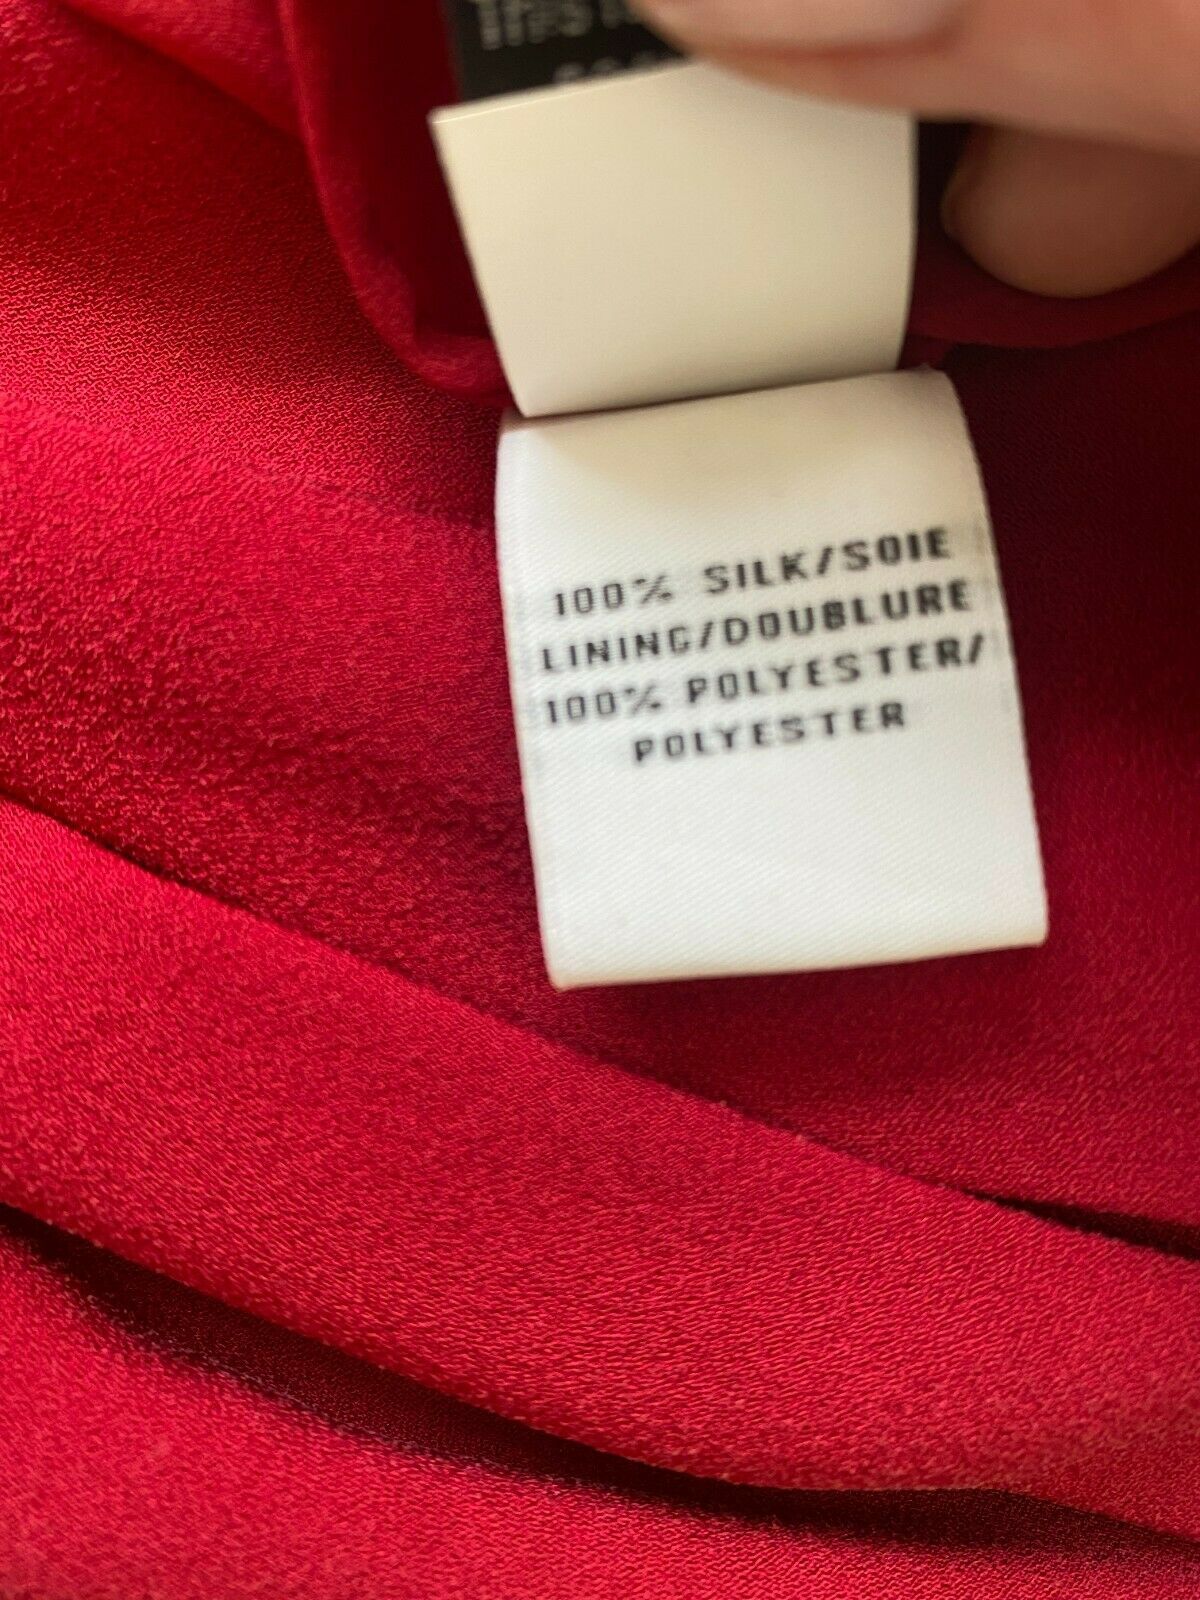 100% SILK/SOIE
LINING/DOUBLURE
100% POLYESTER/
POLYESTER